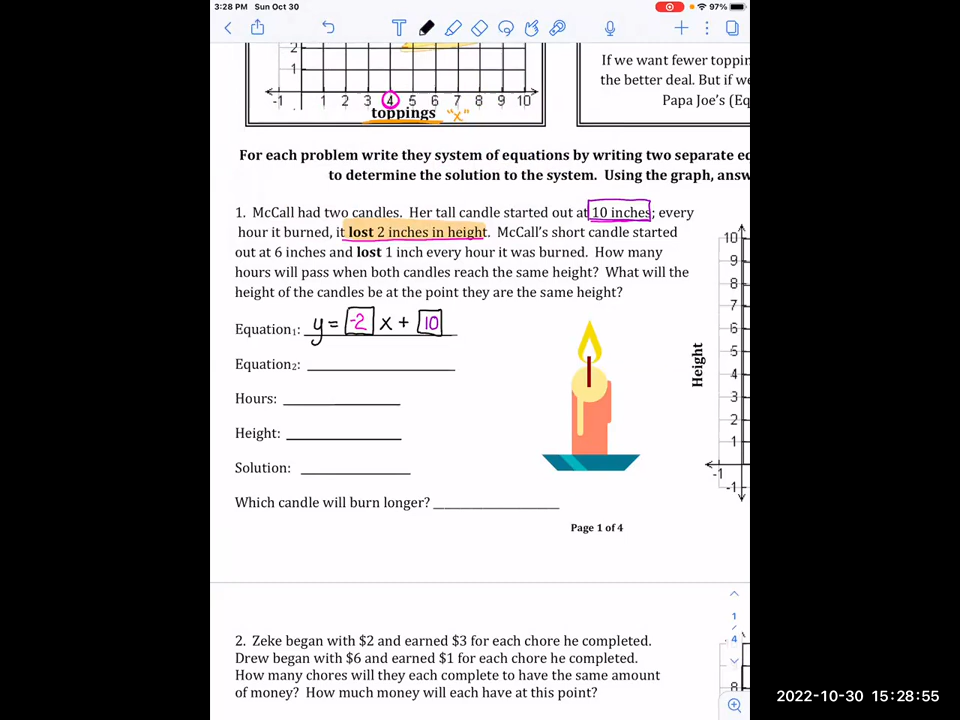 3:28 PM Sun Oct 30
97%
T
2
1
-1 1 2 3 4 5 6 7 8 9 10
toppings "x"
If we want fewer toppin
the better deal. But if we
Papa Joe's (Eq
For each problem write they system of equations by writing two separate eq
to determine the solution to the system. Using the graph, answ
1. McCall had two candles. Her tall candle started out at 10 inches; every
hour it burned, it lost 2 inches in height. McCall's short candle started
out at 6 inches and lost 1 inch every hour it was burned. How many
hours will pass when both candles reach the same height? What will the
height of the candles be at the point they are the same height?
Equation₁: y = -2 x + 10
Equation₂:
Hours:
Height:
Solution:
Which candle will burn longer?
Height
10
9
8
7
6
5
4
3
2
1
-1
-1
Page 1 of 4
1
/
4
2. Zeke began with $2 and earned $3 for each chore he completed.
Drew began with $6 and earned $1 for each chore he completed.
How many chores will they each complete to have the same amount
of money? How much money will each have at this point?
8
2022-10-30 15:28:55